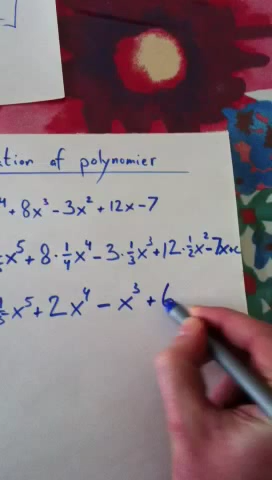 ation of polynomier
⁴ + 8x³ - 3x² + 12x - 7
x⁵ + 8 · ¼ x⁴ - 3 · ⅓ x³ + 12 · ½ x² - 7x + c
x⁵ + 2x⁴ - x³ + 6